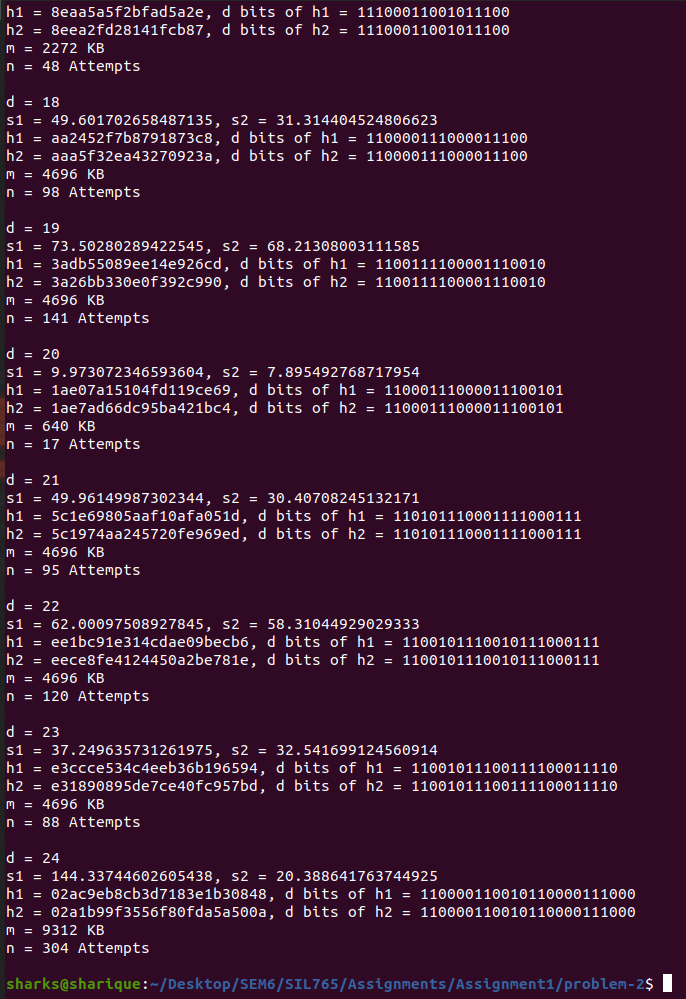 h1 = 8eaa5a5f2bfad5a2e, d bits of h1 = 11100011001011100
h2 = 8eea2fd28141fcb87, d bits of h2 = 11100011001011100
m = 2272 KB
n = 48 Attempts
d = 18
s1 = 49.601702658487135, s2 = 31.314404524806623
h1 = aa2452f7b8791873c8, d bits of h1 = 110000111000011100
h2 = aaa5f32ea43270923a, d bits of h2 = 110000111000011100
m = 4696 KB
n = 98 Attempts
d = 19
s1 = 73.50280289422545, s2 = 68.21308003111585
h1 = 3adb55089ee14e926cd, d bits of h1 = 1100111100001110010
h2 = 3a26bb330e0f392c990, d bits of h2 = 1100111100001110010
m = 4696 KB
n = 141 Attempts
d = 20
s1 = 9.973072346593604, s2 = 7.895492768717954
h1 = 1ae07a15104fd119ce69, d bits of h1 = 11000111000011100101
h2 = 1ae7ad66dc95ba421bc4, d bits of h2 = 11000111000011100101
m = 640 KB
n = 17 Attempts
d = 21
s1 = 49.96149987302344, s2 = 30.40708245132171
h1 = 5c1e69805aaf10afa051d, d bits of h1 = 110101110001111000111
h2 = 5c1974aa245720fe969ed, d bits of h2 = 110101110001111000111
m = 4696 KB
n = 95 Attempts
d = 22
s1 = 62.00097508927845, s2 = 58.31044929029333
h1 = ee1bc91e314cdae09becb6, d bits of h1 = 1100101110010111000111
h2 = eece8fe4124450a2be781e, d bits of h2 = 1100101110010111000111
m = 4696 KB
n = 120 Attempts
d = 23
s1 = 37.249635731261975, s2 = 32.541699124560914
h1 = e3ccce534c4eeb36b196594, d bits of h1 = 11001011100111100011110
h2 = e31890895de7ce40fc957bd, d bits of h2 = 11001011100111100011110
m = 4696 KB
n = 88 Attempts
d = 24
s1 = 144.33744602605438, s2 = 20.388641763744925
h1 = 02ac9eb8cb3d7183e1b30848, d bits of h1 = 110000110010110000111000
h2 = 02a1b99f3556f80fda5a500a, d bits of h2 = 110000110010110000111000
m = 9312 KB
n = 304 Attempts
sharks@sharique:~/Desktop/SEM6/SIL765/Assignments/Assignment1/problem-2$